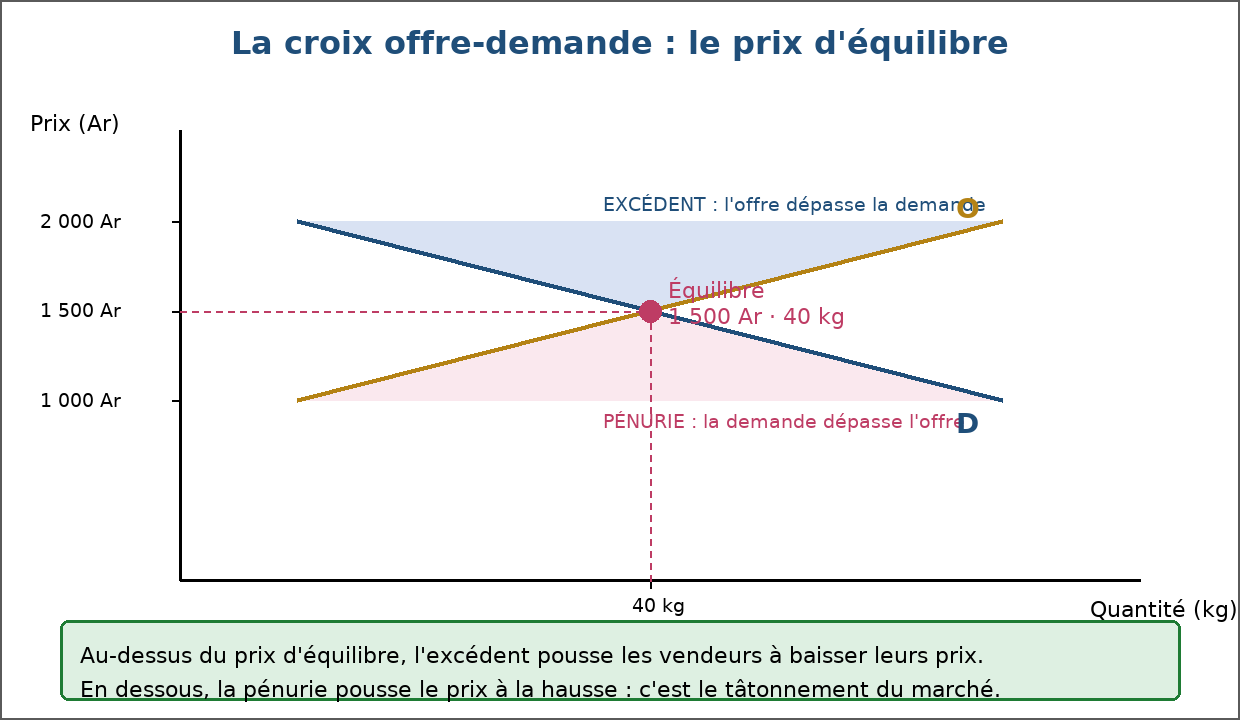 La croix offre-demande : le prix d'équilibre
Prix (Ar)
EXCÉDENT : l'offre dépasse la demande
O
2 000 Ar
Équilibre
1 500 Ar
1 500 Ar · 40 kg
1 000 Ar
PÉNURIE : la demande dépasse l'offre
D
40 kg
Quantité (kg)
Au-dessus du prix d'équilibre, l'excédent pousse les vendeurs à baisser leurs prix.
En dessous, la pénurie pousse le prix à la hausse : c'est le tâtonnement du marché.